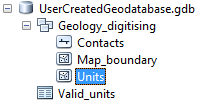 UserCreatedGeodatabase.gdb
Geology_digitising
Contacts
Map_boundary
Units
Valid_units